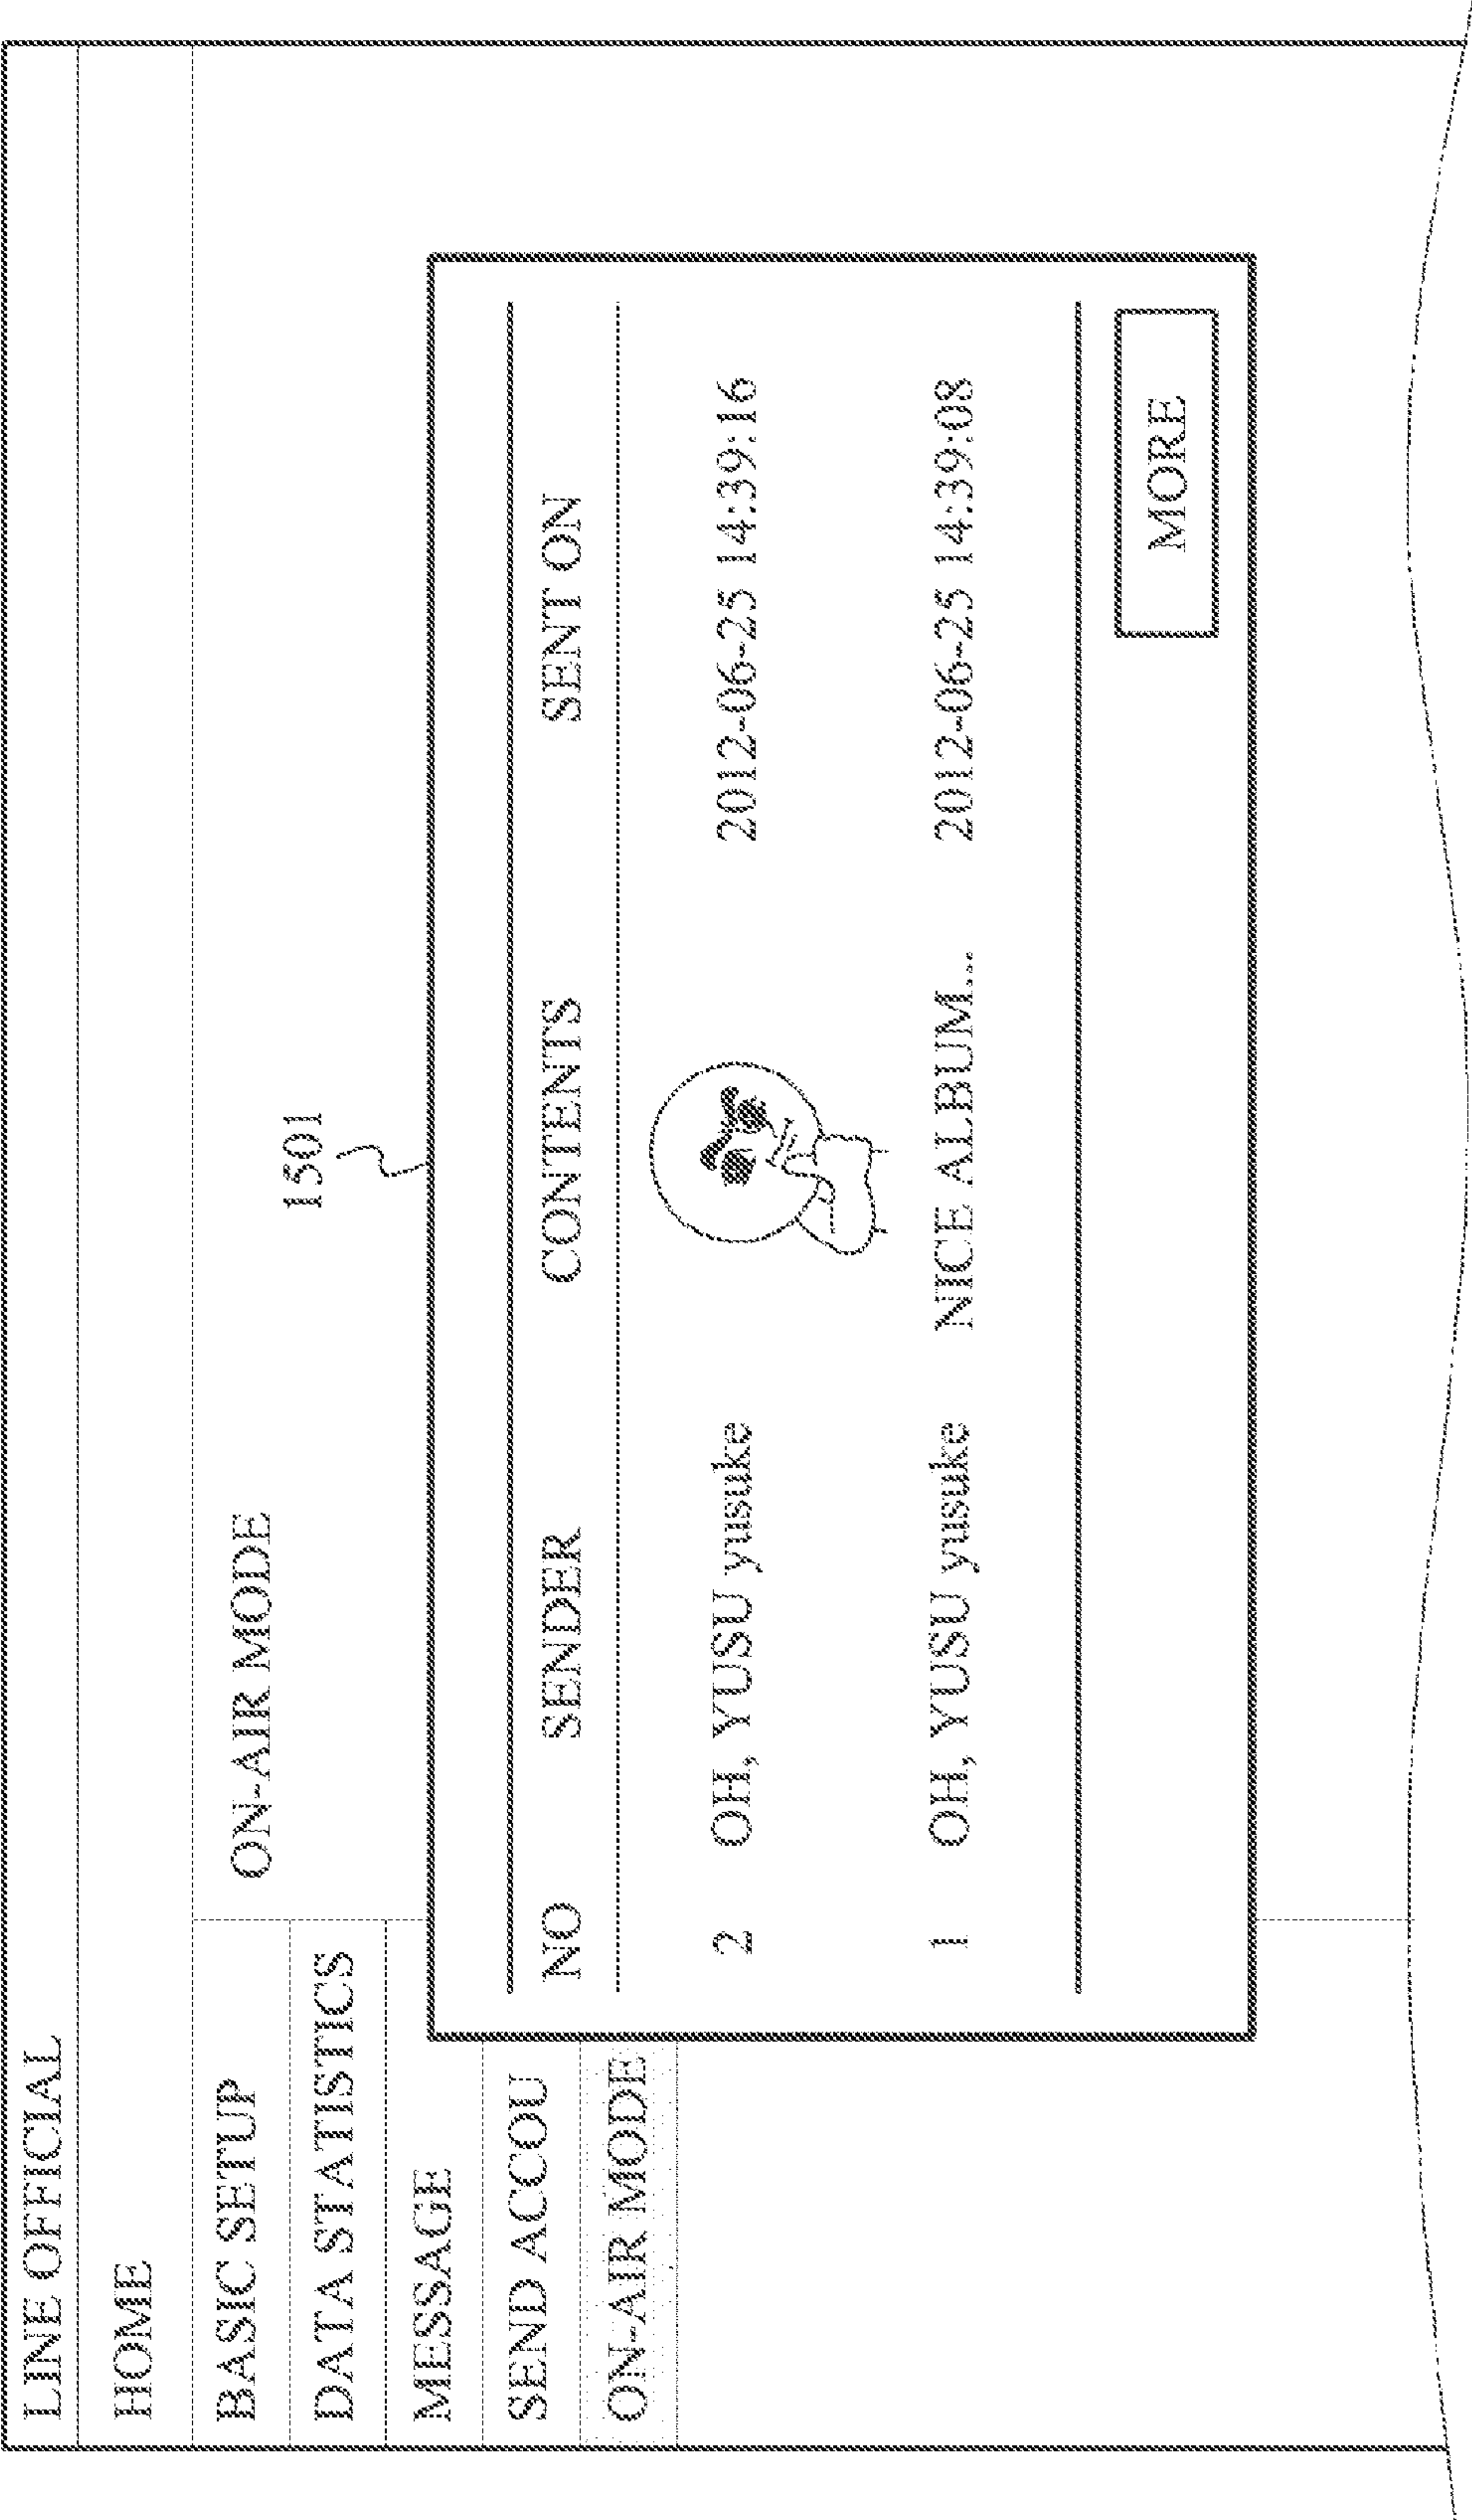 LINE OFFICIAL
HOME
BASIC SETUP
DATA STATISTICS
MESSAGE
SEND ACCOU
ON-AIR MODE
ON-AIR MODE
1501
NO SENDER CONTENTS SENT ON
2 OH, YUSU yusuke 2012-06-25 14:39:16
1 OH, YUSU yusuke NICE ALBUM... 2012-06-25 14:39:08
MORE